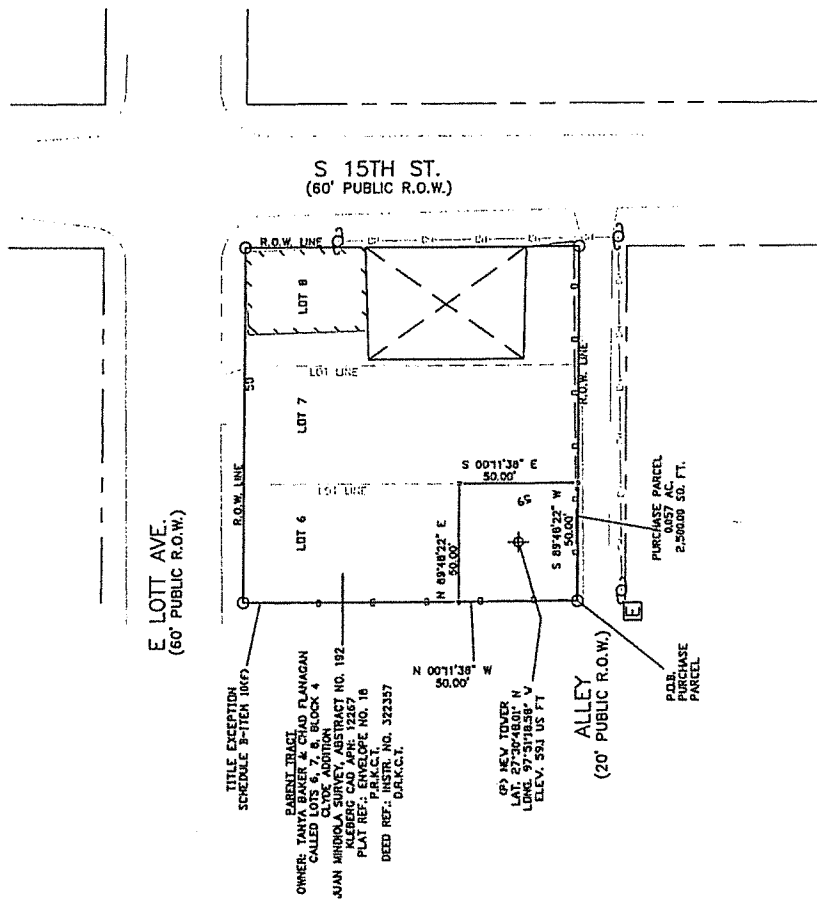 S 15TH ST.
(60' PUBLIC R.O.W.)
E LOTT AVE.
(60' PUBLIC R.O.W.)
R.O.W. LINE
LOT 8
LOT LINE
LOT 7
LOT LINE
R.O.W. LINE
LOT 6
R.O.W. LINE
S 00°11'38" E
50.00'
N 89°48'22" E
50.00'
59
S 89°48'22" W
50.00'
N 00°11'38" W
50.00'
TITLE EXCEPTION
SCHEDULE B-ITEM 10(F)
PARENT TRACT
OWNER: TANYA BAKER & CHAD FLANAGAN
CALLED LOTS 6, 7, 8, BLOCK 4
CLYDE ADDITION
JUAN MINDIOLA SURVEY, ABSTRACT NO. 192
KLEBERG CAD APN: 12267
PLAT REF.: ENVELOPE NO. 18
P.R.K.C.T.
DEED REF.: INSTR. NO. 322357
D.R.K.C.T.
(P) NEW TOWER
LAT. 27°30'48.01" N
LONG. 97°51'18.58" W
ELEV. 59.1 US FT
ALLEY
(20' PUBLIC R.O.W.)
PURCHASE PARCEL
0.057 AC.
2,500.00 SQ. FT.
P.O.B.
PURCHASE
PARCEL
E